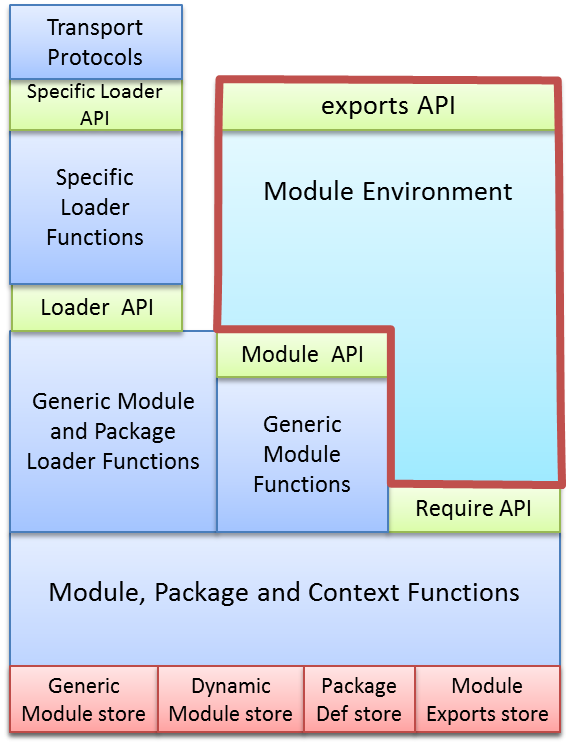 Transport
Protocols
Specific Loader
API
exports API
Specific
Loader
Functions
Module Environment
Loader API
Module API
Generic Module
and Package
Loader Functions
Generic
Module
Functions
Require API
Module, Package and Context Functions
Generic
Module store
Dynamic
Module store
Package
Def store
Module
Exports store